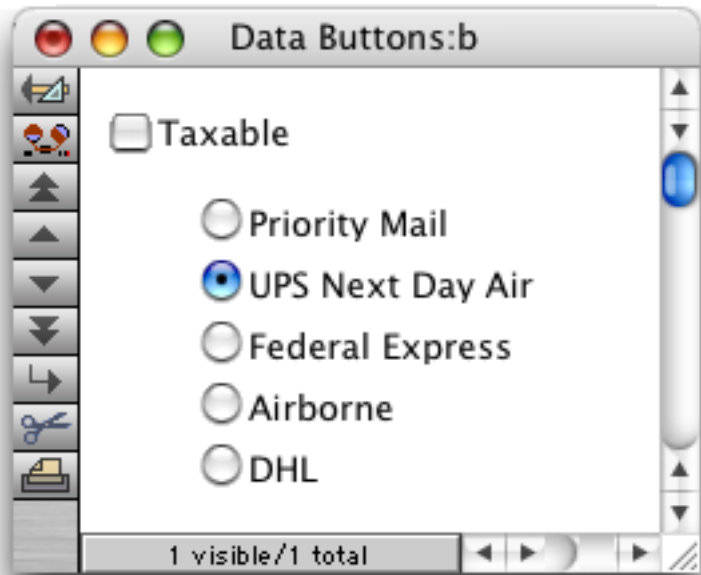 Data Buttons:b
Taxable
Priority Mail
UPS Next Day Air
Federal Express
Airborne
DHL
1 visible/1 total